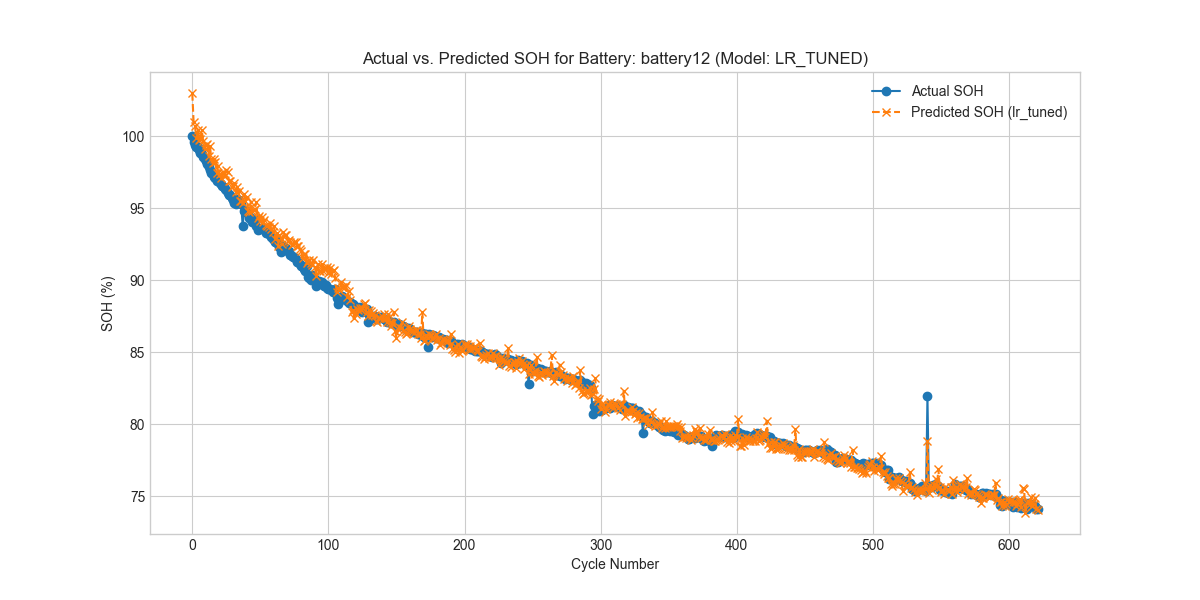 Actual vs. Predicted SOH for Battery: battery12 (Model: LR_TUNED)
Actual SOH
Predicted SOH (lr_tuned)
100
95
90
85
80
75
SOH (%)
0 100 200 300 400 500 600
Cycle Number